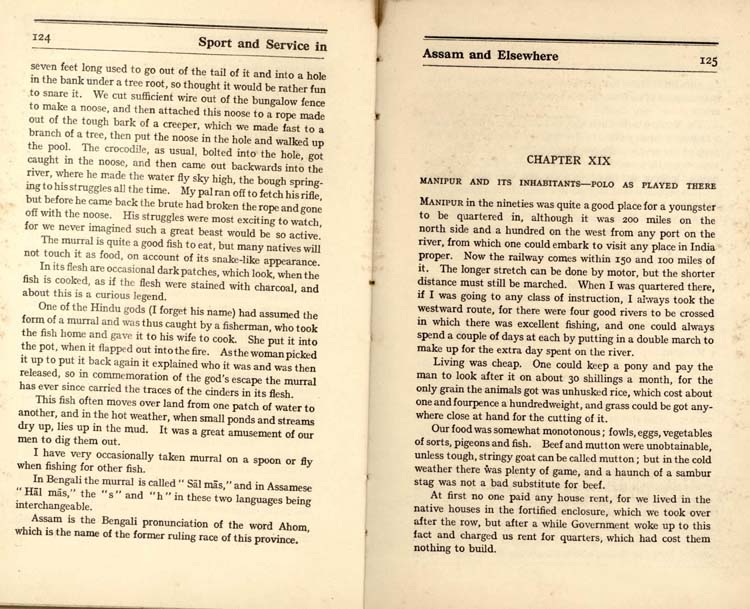 124
Sport and Service in
seven feet long used to go out of the tail of it and into a hole
in the bank under a tree root, so thought it would be rather fun
to snare it. We cut sufficient wire out of the bungalow fence
to make a noose, and then attached this noose to a rope made
out of the tough bark of a creeper, which we made fast to a
branch of a tree, then put the noose in the hole and walked up
the pool. The crocodile, as usual, bolted into the hole, got
caught in the noose, and then came out backwards into the
river, where he made the water fly sky high, the bough spring-
ing to his struggles all the time. My pal ran off to fetch his rifle,
but before he came back the brute had broken the rope and gone
off with the noose. His struggles were most exciting to watch,
for we never imagined such a great beast would be so active.
The murral is quite a good fish to eat, but many natives will
not touch it as food, on account of its snake-like appearance.
In its flesh are occasional dark patches, which look, when the
fish is cooked, as if the flesh were stained with charcoal, and
about this is a curious legend.
One of the Hindu gods (I forget his name) had assumed the
form of a murral and was thus caught by a fisherman, who took
the fish home and gave it to his wife to cook. She put it into
the pot, when it flapped out into the fire. As the woman picked
it up to put it back again it explained who it was and was then
released, so in commemoration of the god's escape the murral
has ever since carried the traces of the cinders in its flesh.
This fish often moves over land from one patch of water to
another, and in the hot weather, when small ponds and streams
dry up, lies up in the mud. It was a great amusement of our
men to dig them out.
I have very occasionally taken murral on a spoon or fly
when fishing for other fish.
In Bengali the murral is called " Sāl mās," and in Assamese
" Hāl mās," the "s" and "h" in these two languages being
interchangeable.
Assam is the Bengali pronunciation of the word Ahom,
which is the name of the former ruling race of this province.
Assam and Elsewhere
125
CHAPTER XIX
MANIPUR AND ITS INHABITANTS—POLO AS PLAYED THERE
MANIPUR in the nineties was quite a good place for a youngster
to be quartered in, although it was 200 miles on the
north side and a hundred on the west from any port on the
river, from which one could embark to visit any place in India
proper. Now the railway comes within 150 and 100 miles of
it. The longer stretch can be done by motor, but the shorter
distance must still be marched. When I was quartered there,
if I was going to any class of instruction, I always took the
westward route, for there were four good rivers to be crossed
in which there was excellent fishing, and one could always
spend a couple of days at each by putting in a double march to
make up for the extra day spent on the river.
Living was cheap. One could keep a pony and pay the
man to look after it on about 30 shillings a month, for the
only grain the animals got was unhusked rice, which cost about
one and fourpence a hundredweight, and grass could be got any-
where close at hand for the cutting of it.
Our food was somewhat monotonous; fowls, eggs, vegetables
of sorts, pigeons and fish. Beef and mutton were unobtainable,
unless tough, stringy goat can be called mutton; but in the cold
weather there was plenty of game, and a haunch of a sambur
stag was not a bad substitute for beef.
At first no one paid any house rent, for we lived in the
native houses in the fortified enclosure, which we took over
after the row, but after a while Government woke up to this
fact and charged us rent for quarters, which had cost them
nothing to build.